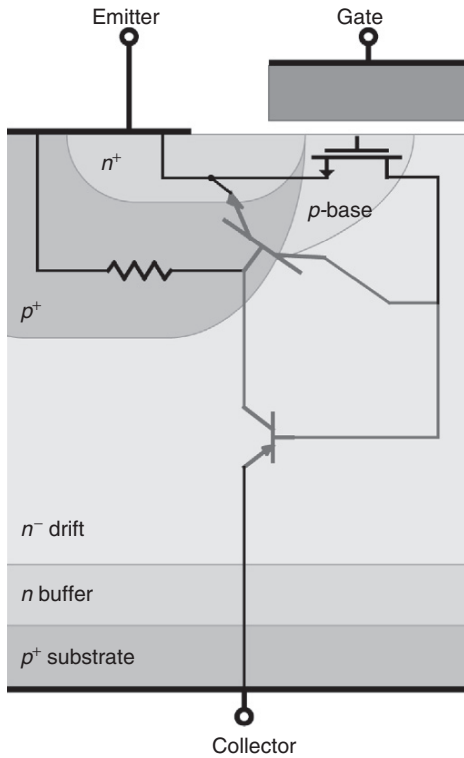 Emitter
Gate
n⁺
p-base
p⁺
n⁻ drift
n buffer
p⁺ substrate
Collector